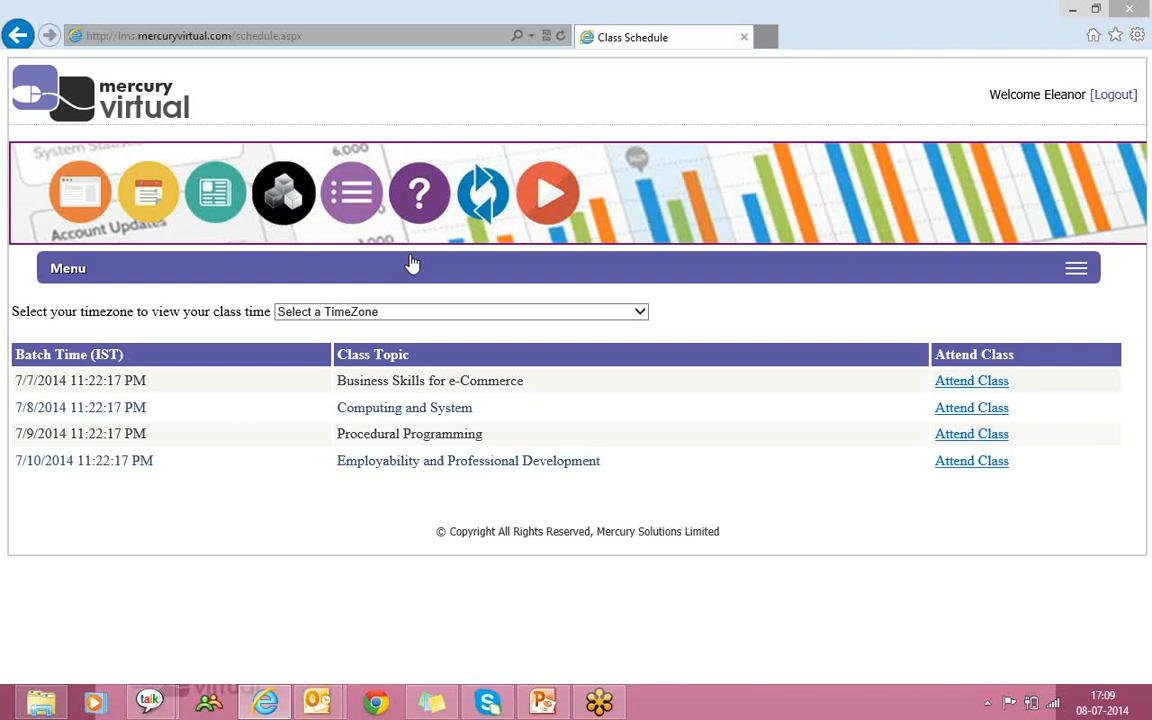 http://lms.mercuryvirtual.com/schedule.aspx
Class Schedule
mercury
virtual
Welcome Eleanor [Logout]
System
6,000
Account Updates
Menu
Select your timezone to view your class time Select a TimeZone
Batch Time (IST) Class Topic Attend Class
7/7/2014 11:22:17 PM Business Skills for e-Commerce Attend Class
7/8/2014 11:22:17 PM Computing and System Attend Class
7/9/2014 11:22:17 PM Procedural Programming Attend Class
7/10/2014 11:22:17 PM Employability and Professional Development Attend Class
© Copyright All Rights Reserved, Mercury Solutions Limited
talk
17:09
08-07-2014